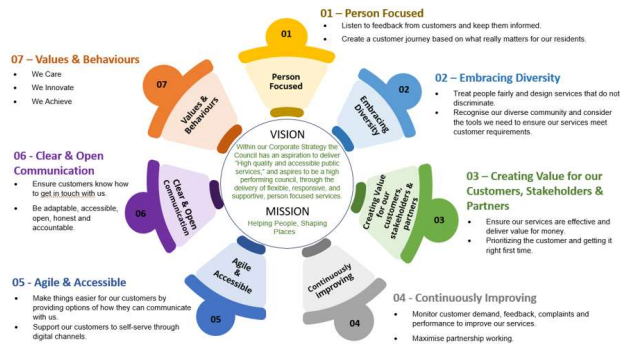 01 – Person Focused
• Listen to feedback from customers and keep them informed.
• Create a customer journey based on what really matters for our residents.
02 – Embracing Diversity
• Treat people fairly and design services that do not
discriminate.
• Recognise our diverse community and consider
the tools we need to ensure our services meet
customer requirements.
03 – Creating Value for our
Customers, Stakeholders &
Partners
• Ensure our services are effective and
deliver value for money.
• Prioritizing the customer and getting it
right first time.
04 - Continuously Improving
• Monitor customer demand, feedback, complaints and
performance to improve our services.
• Maximise partnership working.
05 - Agile & Accessible
• Make things easier for our customers by
providing options of how they can communicate
with us.
• Support our customers to self-serve through
digital channels.
06 - Clear & Open
Communication
• Ensure customers know how
to get in touch with us.
• Be adaptable, accessible,
open, honest and
accountable.
07 – Values & Behaviours
• We Care
• We Innovate
• We Achieve
01
Person
Focused
02
Embracing
Diversity
03
Creating Value
for our
customers,
stakeholders &
partners
04
Continuously
Improving
05
Agile
&
Accessible
06
Clear & Open
Communication
07
Values &
Behaviours
VISION
Within our Corporate Strategy the
Council has an aspiration to deliver
"High quality and accessible public
services," and aspires to be a high
performing council, through the
delivery of flexible, responsive, and
supportive, person focused services.
MISSION
Helping People, Shaping
Places